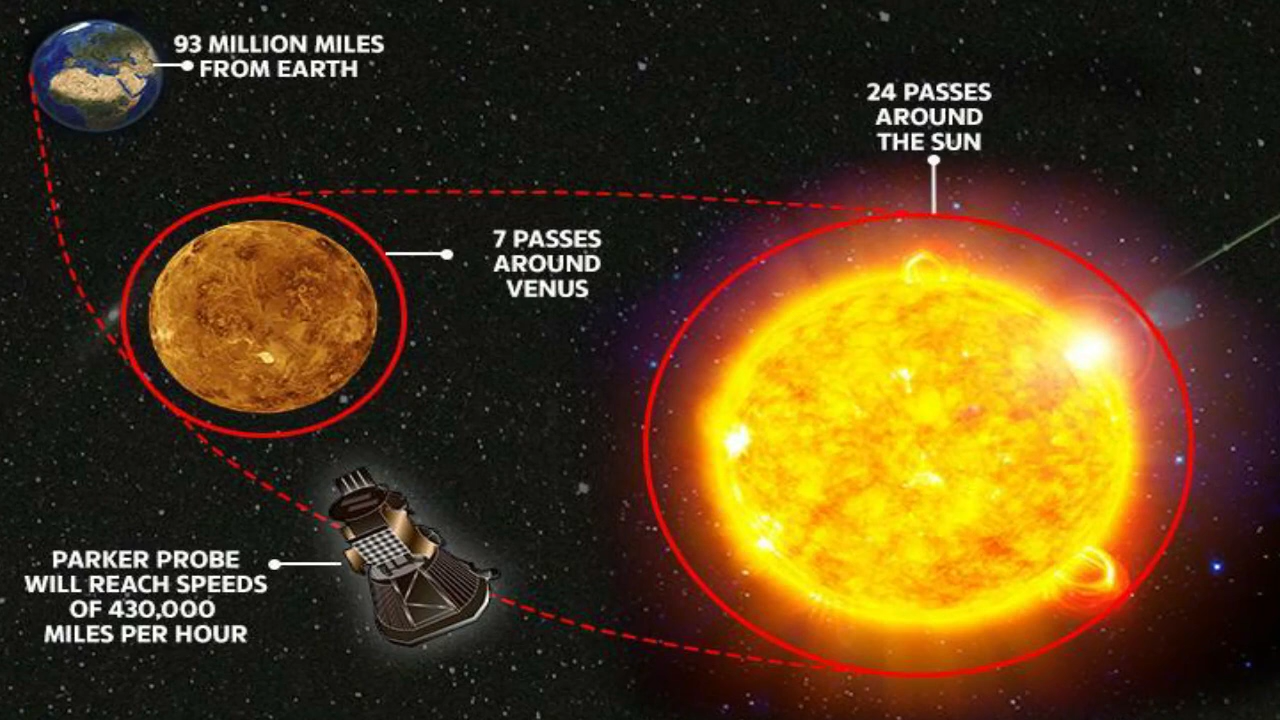 93 MILLION MILES
FROM EARTH
24 PASSES
AROUND
THE SUN
7 PASSES
AROUND
VENUS
PARKER PROBE
WILL REACH SPEEDS
OF 430,000
MILES PER HOUR